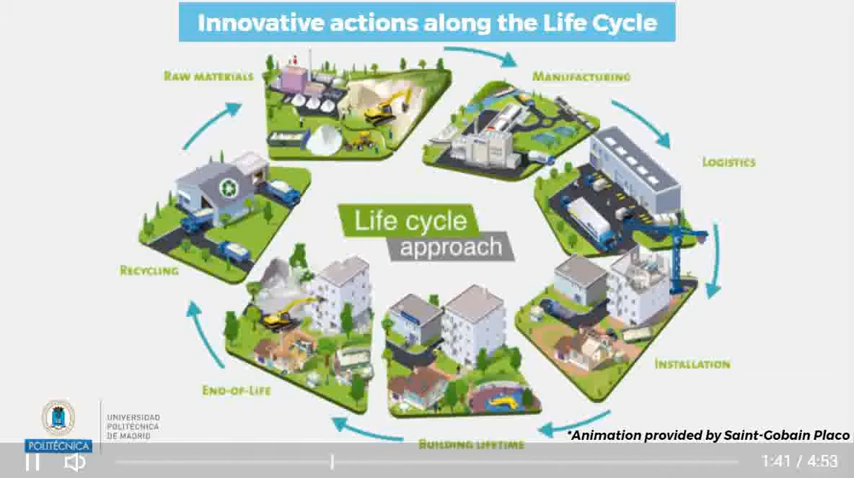 Innovative actions along the Life Cycle
RAW MATERIALS
MANUFACTURING
LOGISTICS
Life cycle
approach
RECYCLING
INSTALLATION
END-OF-LIFE
BUILDING LIFETIME
*Animation provided by Saint-Gobain Placo
POLITÉCNICA
UNIVERSIDAD
POLITÉCNICA
DE MADRID
1:41 / 4:53